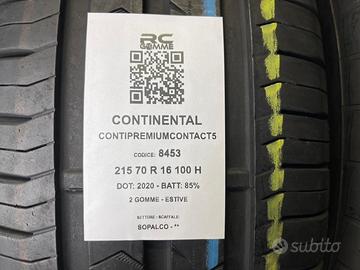 RC
GOMME
CONTINENTAL
CONTIPREMIUMCONTACT5
CODICE: 8453
215 70 R 16 100 H
DOT: 2020 - BATT: 85%
2 GOMME - ESTIVE
SETTORE - SCAFFALE:
SOPALCO - **
subito